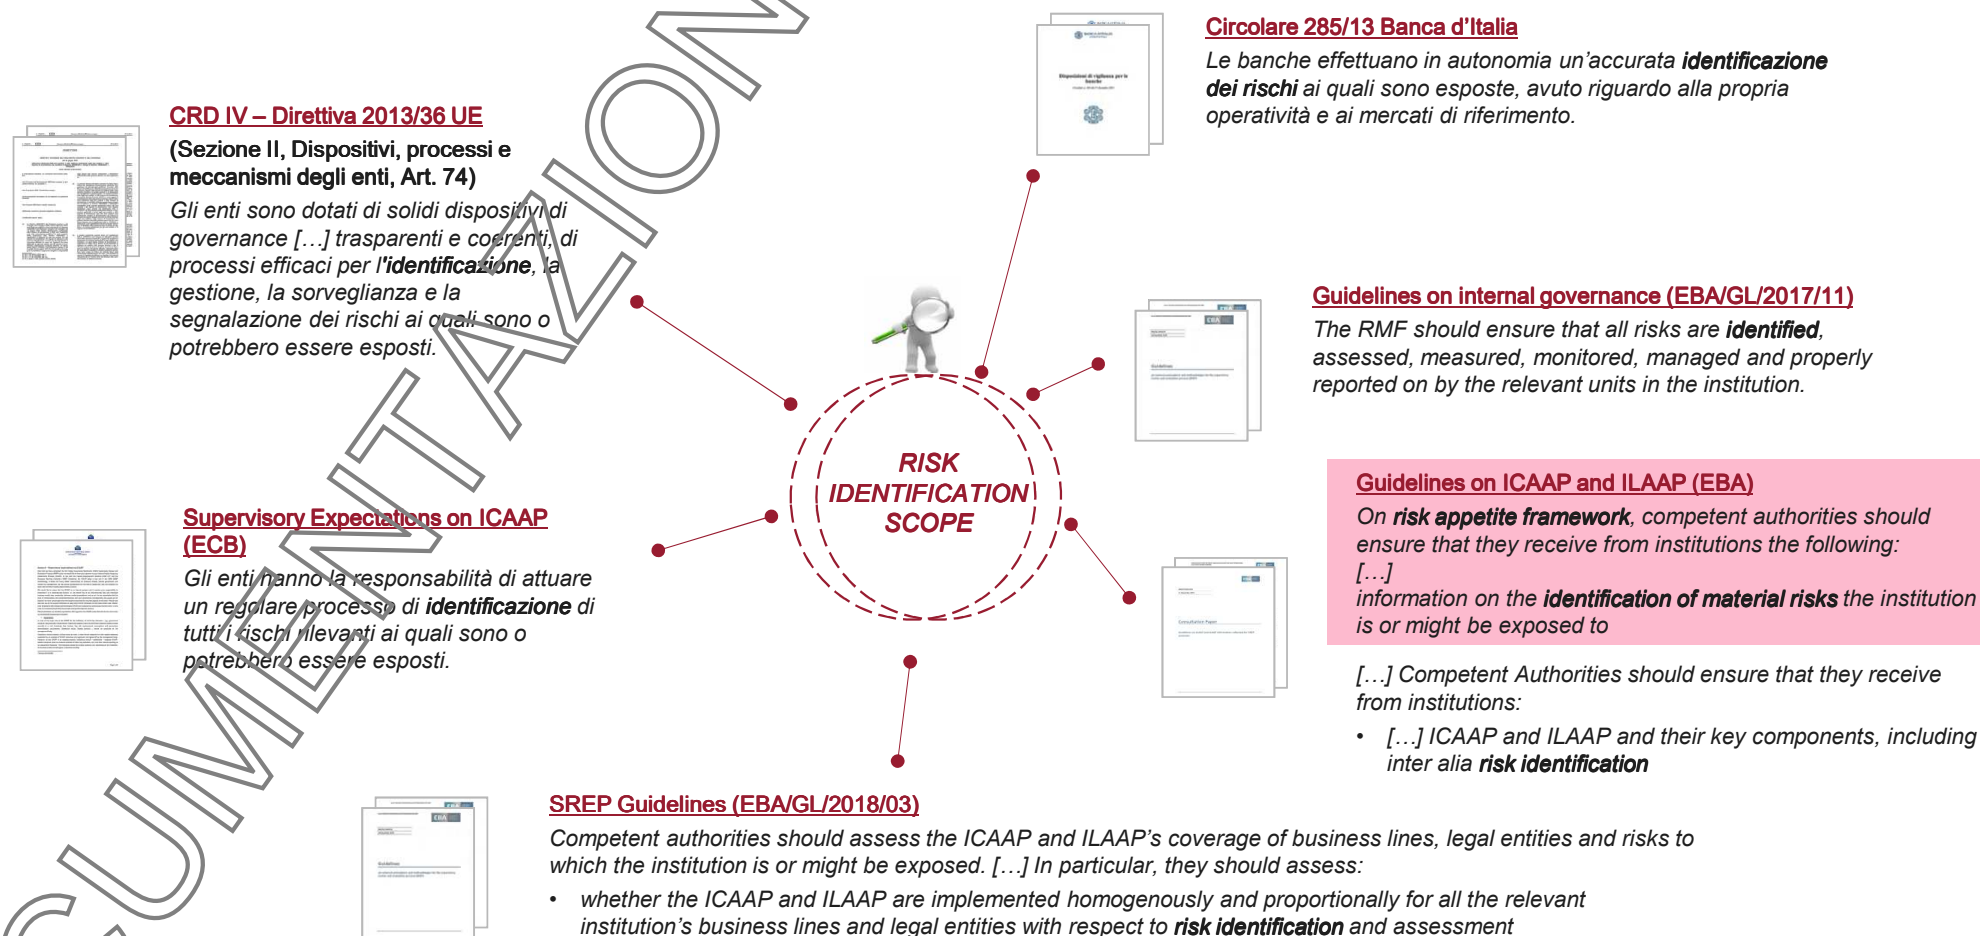 Circolare 285/13 Banca d'Italia
Le banche effettuano in autonomia un'accurata identificazione
dei rischi ai quali sono esposte, avuto riguardo alla propria
operatività e ai mercati di riferimento.
Disposizioni di vigilanza per le
banche
CRD IV – Direttiva 2013/36 UE
(Sezione II, Dispositivi, processi e
meccanismi degli enti, Art. 74)
Gli enti sono dotati di solidi dispositivi di
governance […] trasparenti e coerenti, di
processi efficaci per l'identificazione, la
gestione, la sorveglianza e la
segnalazione dei rischi ai quali sono o
potrebbero essere esposti.
Guidelines on internal governance (EBA/GL/2017/11)
The RMF should ensure that all risks are identified,
assessed, measured, monitored, managed and properly
reported on by the relevant units in the institution.
EBA
Guidelines
RISK
IDENTIFICATION
SCOPE
Guidelines on ICAAP and ILAAP (EBA)
On risk appetite framework, competent authorities should
ensure that they receive from institutions the following:
[…]
information on the identification of material risks the institution
is or might be exposed to
[…] Competent Authorities should ensure that they receive
from institutions:
• […] ICAAP and ILAAP and their key components, including
inter alia risk identification
Consultation Paper
Supervisory Expectations on ICAAP
(ECB)
Gli enti hanno la responsabilità di attuare
un regolare processo di identificazione di
tutti i rischi rilevanti ai quali sono o
potrebbero essere esposti.
SREP Guidelines (EBA/GL/2018/03)
Competent authorities should assess the ICAAP and ILAAP's coverage of business lines, legal entities and risks to
which the institution is or might be exposed. […] In particular, they should assess:
• whether the ICAAP and ILAAP are implemented homogenously and proportionally for all the relevant
institution's business lines and legal entities with respect to risk identification and assessment
EBA
Guidelines
CUMENTAZION